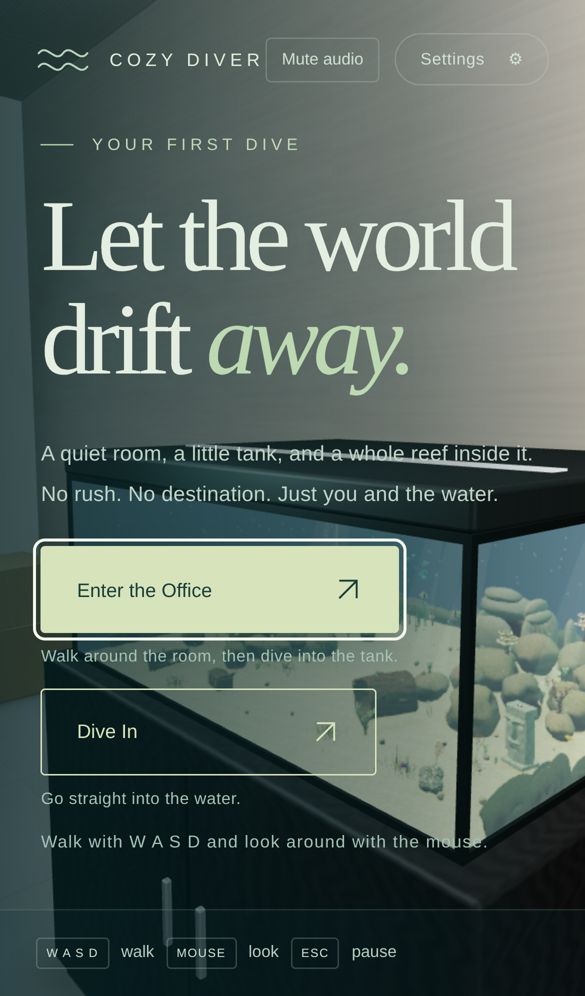 COZY DIVER
Mute audio
Settings ⚙
YOUR FIRST DIVE
Let the world
drift away.
A quiet room, a little tank, and a whole reef inside it.
No rush. No destination. Just you and the water.
Enter the Office
Walk around the room, then dive into the tank.
Dive In
Go straight into the water.
Walk with W A S D and look around with the mouse.
W A S D walk MOUSE look ESC pause